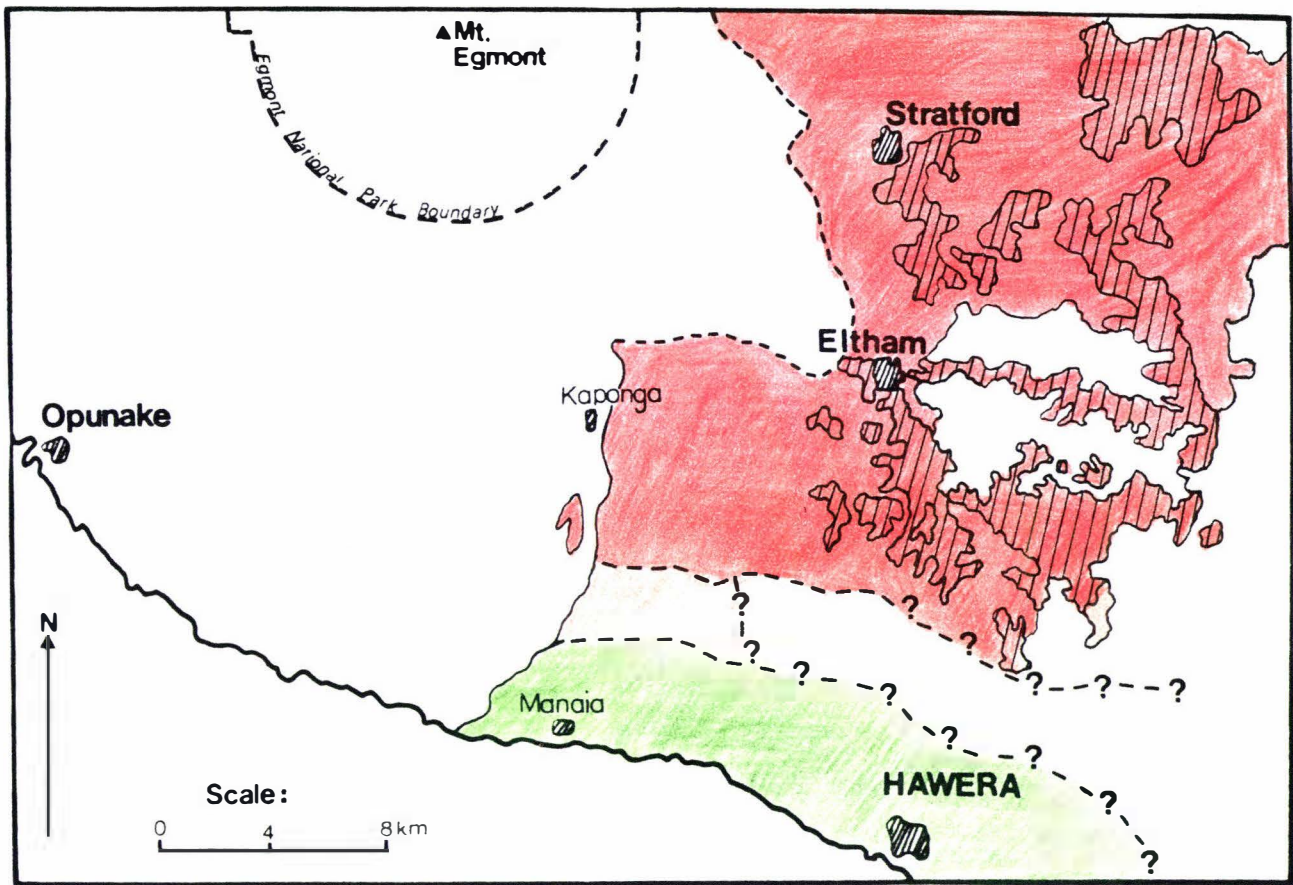 ▲Mt.
Egmont
Egmont National Park Boundary
Stratford
Eltham
Kaponga
Opunake
N
?
?
?
?
?
?
?
?
?
?
?
?
?
?
Manaia
HAWERA
Scale:
0 4 8km